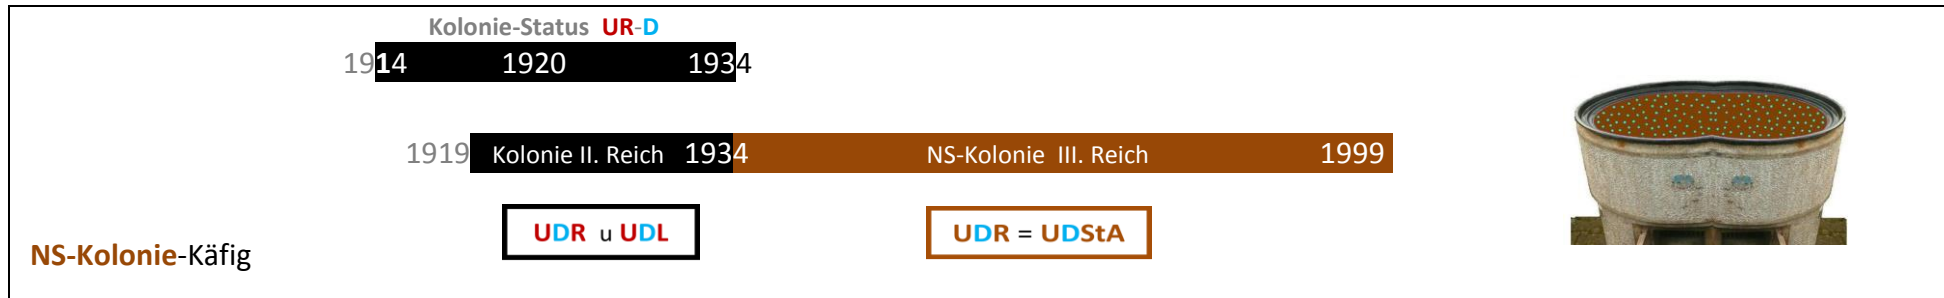 Kolonie-Status UR-D
1914 1920 1934
1919 Kolonie II. Reich 1934 NS-Kolonie III. Reich 1999
UDR u UDL UDR = UDStA
NS-Kolonie-Käfig